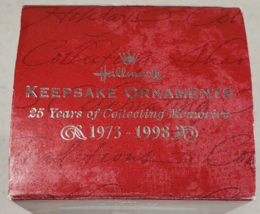 Hallmark
KEEPSAKE ORNAMENTS
25 Years of Collecting Memories
1973-1998